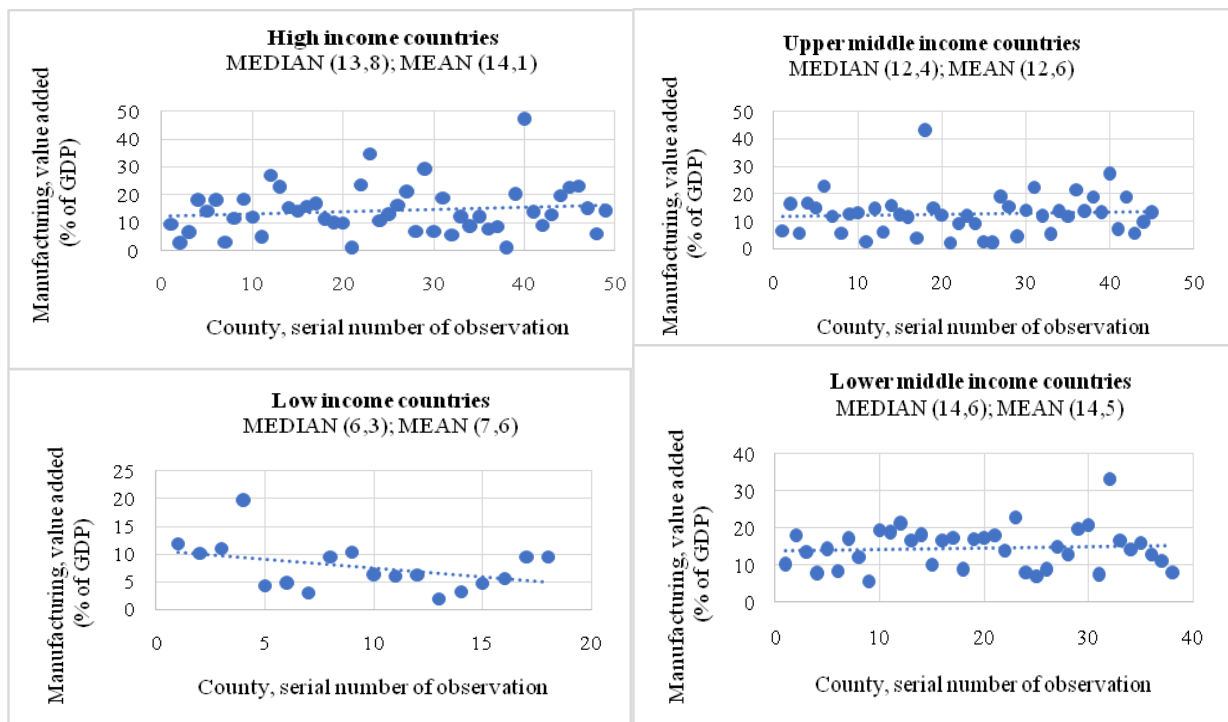 High income countries
MEDIAN (13,8); MEAN (14,1)
Manufacturing, value added
(% of GDP)
50
40
30
20
10
0
0 10 20 30 40 50
County, serial number of observation
Upper middle income countries
MEDIAN (12,4); MEAN (12,6)
Manufacturing, value added
(% of GDP)
50
40
30
20
10
0
0 10 20 30 40 50
County, serial number of observation
Low income countries
MEDIAN (6,3); MEAN (7,6)
Manufacturing, value added
(% of GDP)
25
20
15
10
5
0
0 5 10 15 20
County, serial number of observation
Lower middle income countries
MEDIAN (14,6); MEAN (14,5)
Manufacturing, value added
(% of GDP)
40
30
20
10
0
0 10 20 30 40
County, serial number of observation